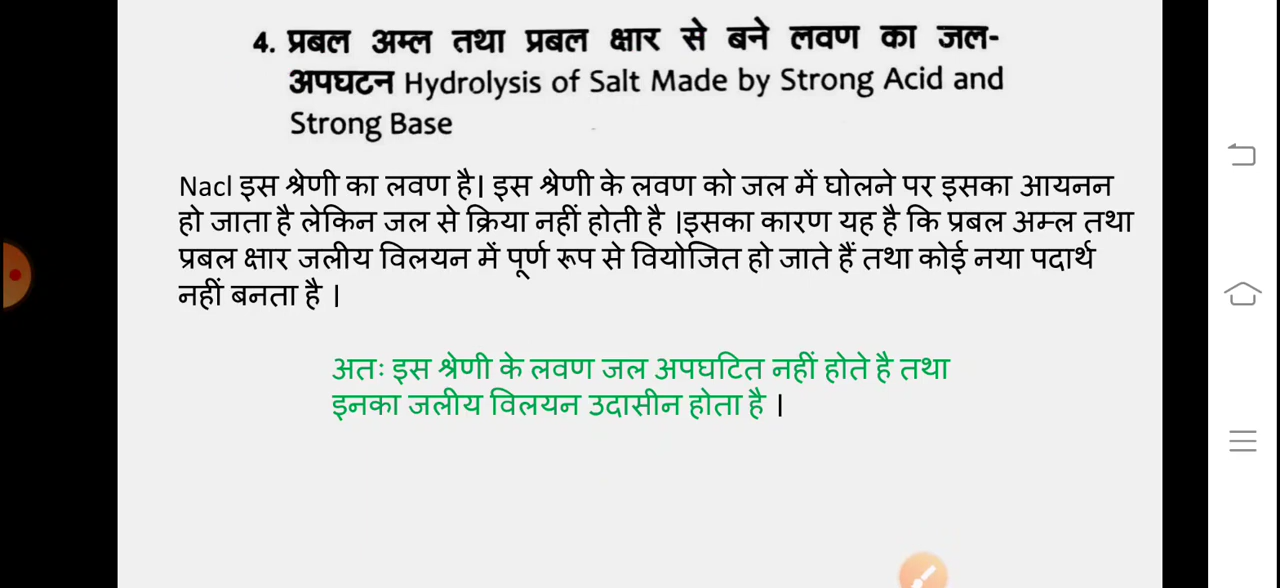 4. प्रबल अम्ल तथा प्रबल क्षार से बने लवण का जल-
अपघटन Hydrolysis of Salt Made by Strong Acid and
Strong Base
Nacl इस श्रेणी का लवण है। इस श्रेणी के लवण को जल में घोलने पर इसका आयनन
हो जाता है लेकिन जल से क्रिया नहीं होती है ।इसका कारण यह है कि प्रबल अम्ल तथा
प्रबल क्षार जलीय विलयन में पूर्ण रूप से वियोजित हो जाते हैं तथा कोई नया पदार्थ
नहीं बनता है ।
अतः इस श्रेणी के लवण जल अपघटित नहीं होते है तथा
इनका जलीय विलयन उदासीन होता है ।